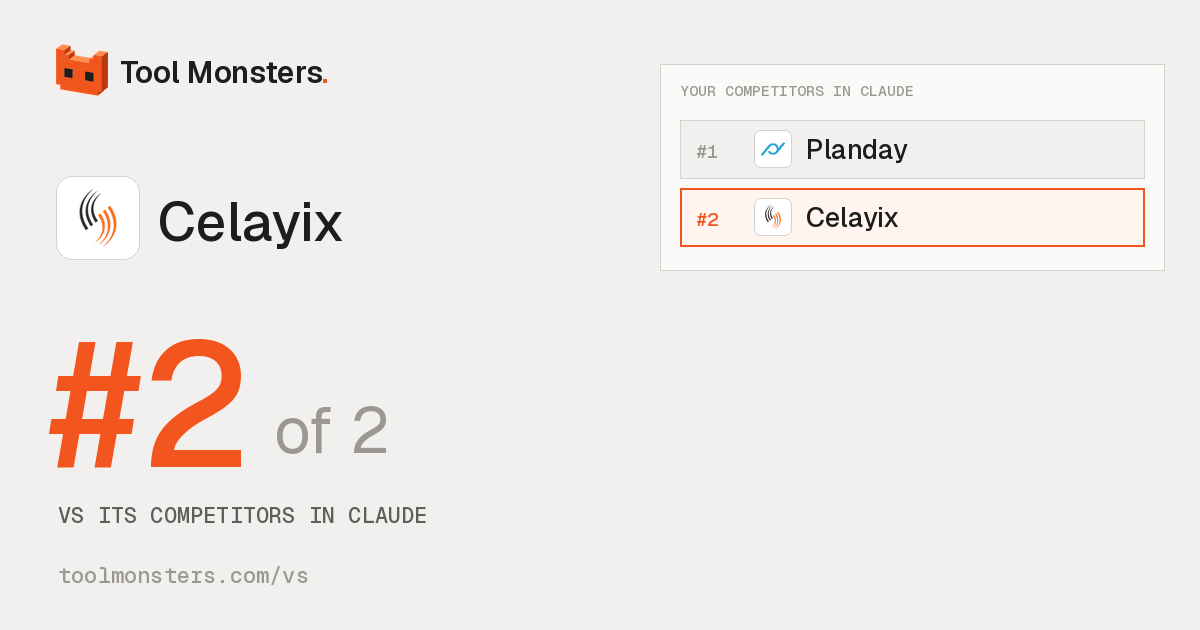 Tool Monsters.
Celayix
#2 of 2
VS ITS COMPETITORS IN CLAUDE
toolmonsters.com/vs
YOUR COMPETITORS IN CLAUDE
#1 Planday
#2 Celayix